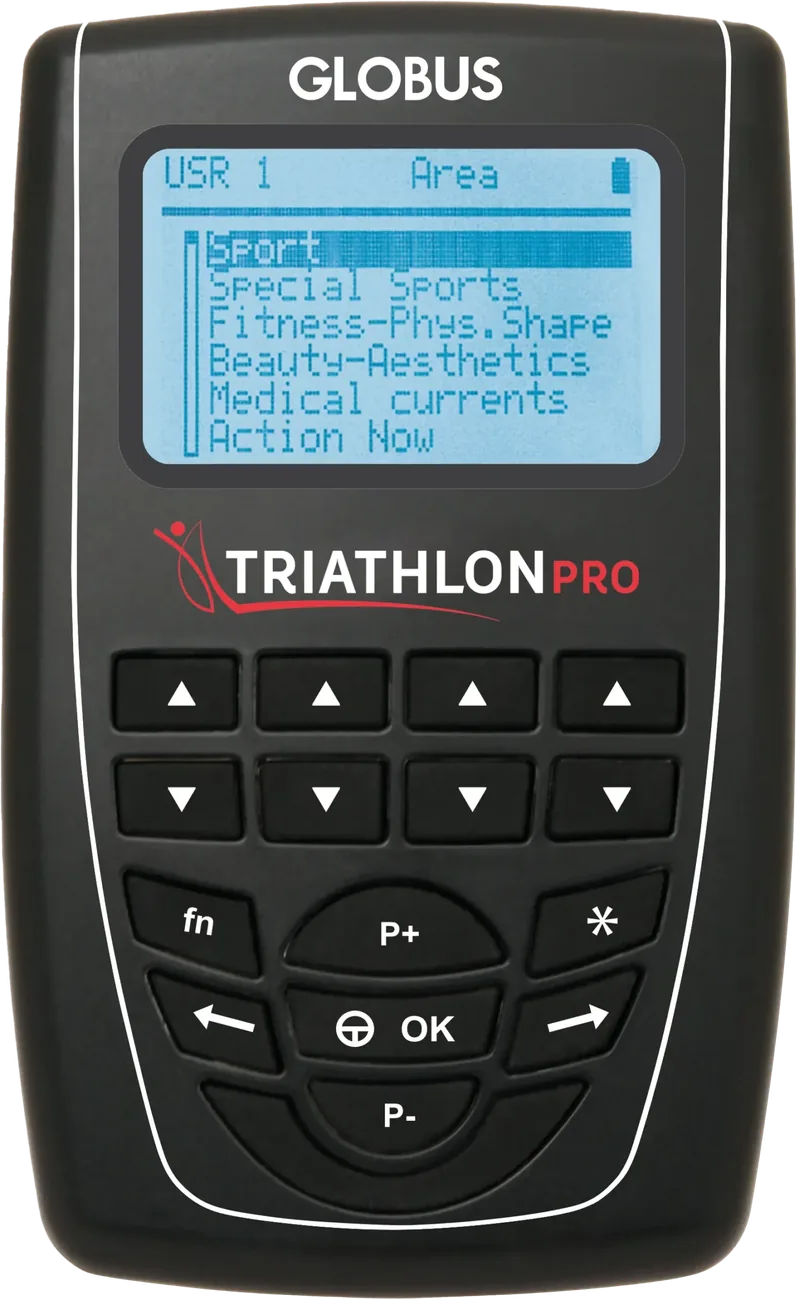 GLOBUS
USR 1 Area
Sport
Special Sports
Fitness-Phys.Shape
Beauty-Aesthetics
Medical currents
Action Now
TRIATHLON PRO
fn P+ *
OK
P-